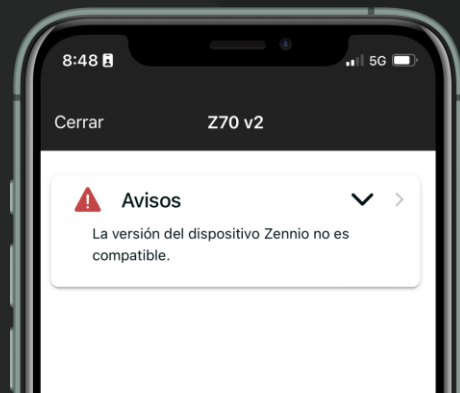 8:48
5G
Cerrar
Z70 v2
Avisos
La versión del dispositivo Zennio no es
compatible.